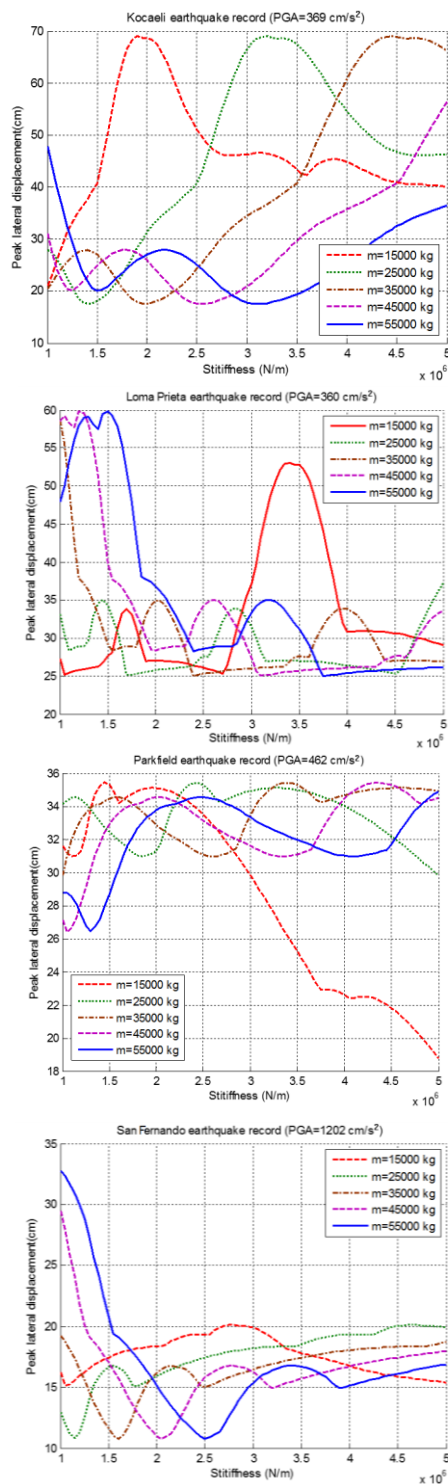 Kocaeli earthquake record (PGA=369 cm/s²)
Peak lateral displacement(cm)
70
60
50
40
30
20
10
m=15000 kg
m=25000 kg
m=35000 kg
m=45000 kg
m=55000 kg
1 1.5 2 2.5 3 3.5 4 4.5 5
Stitiffness (N/m)
x 10⁶
Loma Prieta earthquake record (PGA=360 cm/s²)
Peak lateral displacement(cm)
60
55
50
45
40
35
30
25
20
m=15000 kg
m=25000 kg
m=35000 kg
m=45000 kg
m=55000 kg
1 1.5 2 2.5 3 3.5 4 4.5 5
Stitiffness (N/m)
x 10⁶
Parkfield earthquake record (PGA=462 cm/s²)
Peak lateral displacement(cm)
36
34
32
30
28
26
24
22
20
18
m=15000 kg
m=25000 kg
m=35000 kg
m=45000 kg
m=55000 kg
1 1.5 2 2.5 3 3.5 4 4.5 5
Stitiffness (N/m)
x 10⁶
San Fernando earthquake record (PGA=1202 cm/s²)
Peak lateral displacement(cm)
35
30
25
20
15
10
m=15000 kg
m=25000 kg
m=35000 kg
m=45000 kg
m=55000 kg
1 1.5 2 2.5 3 3.5 4 4.5 5
Stitiffness (N/m)
x 10⁶